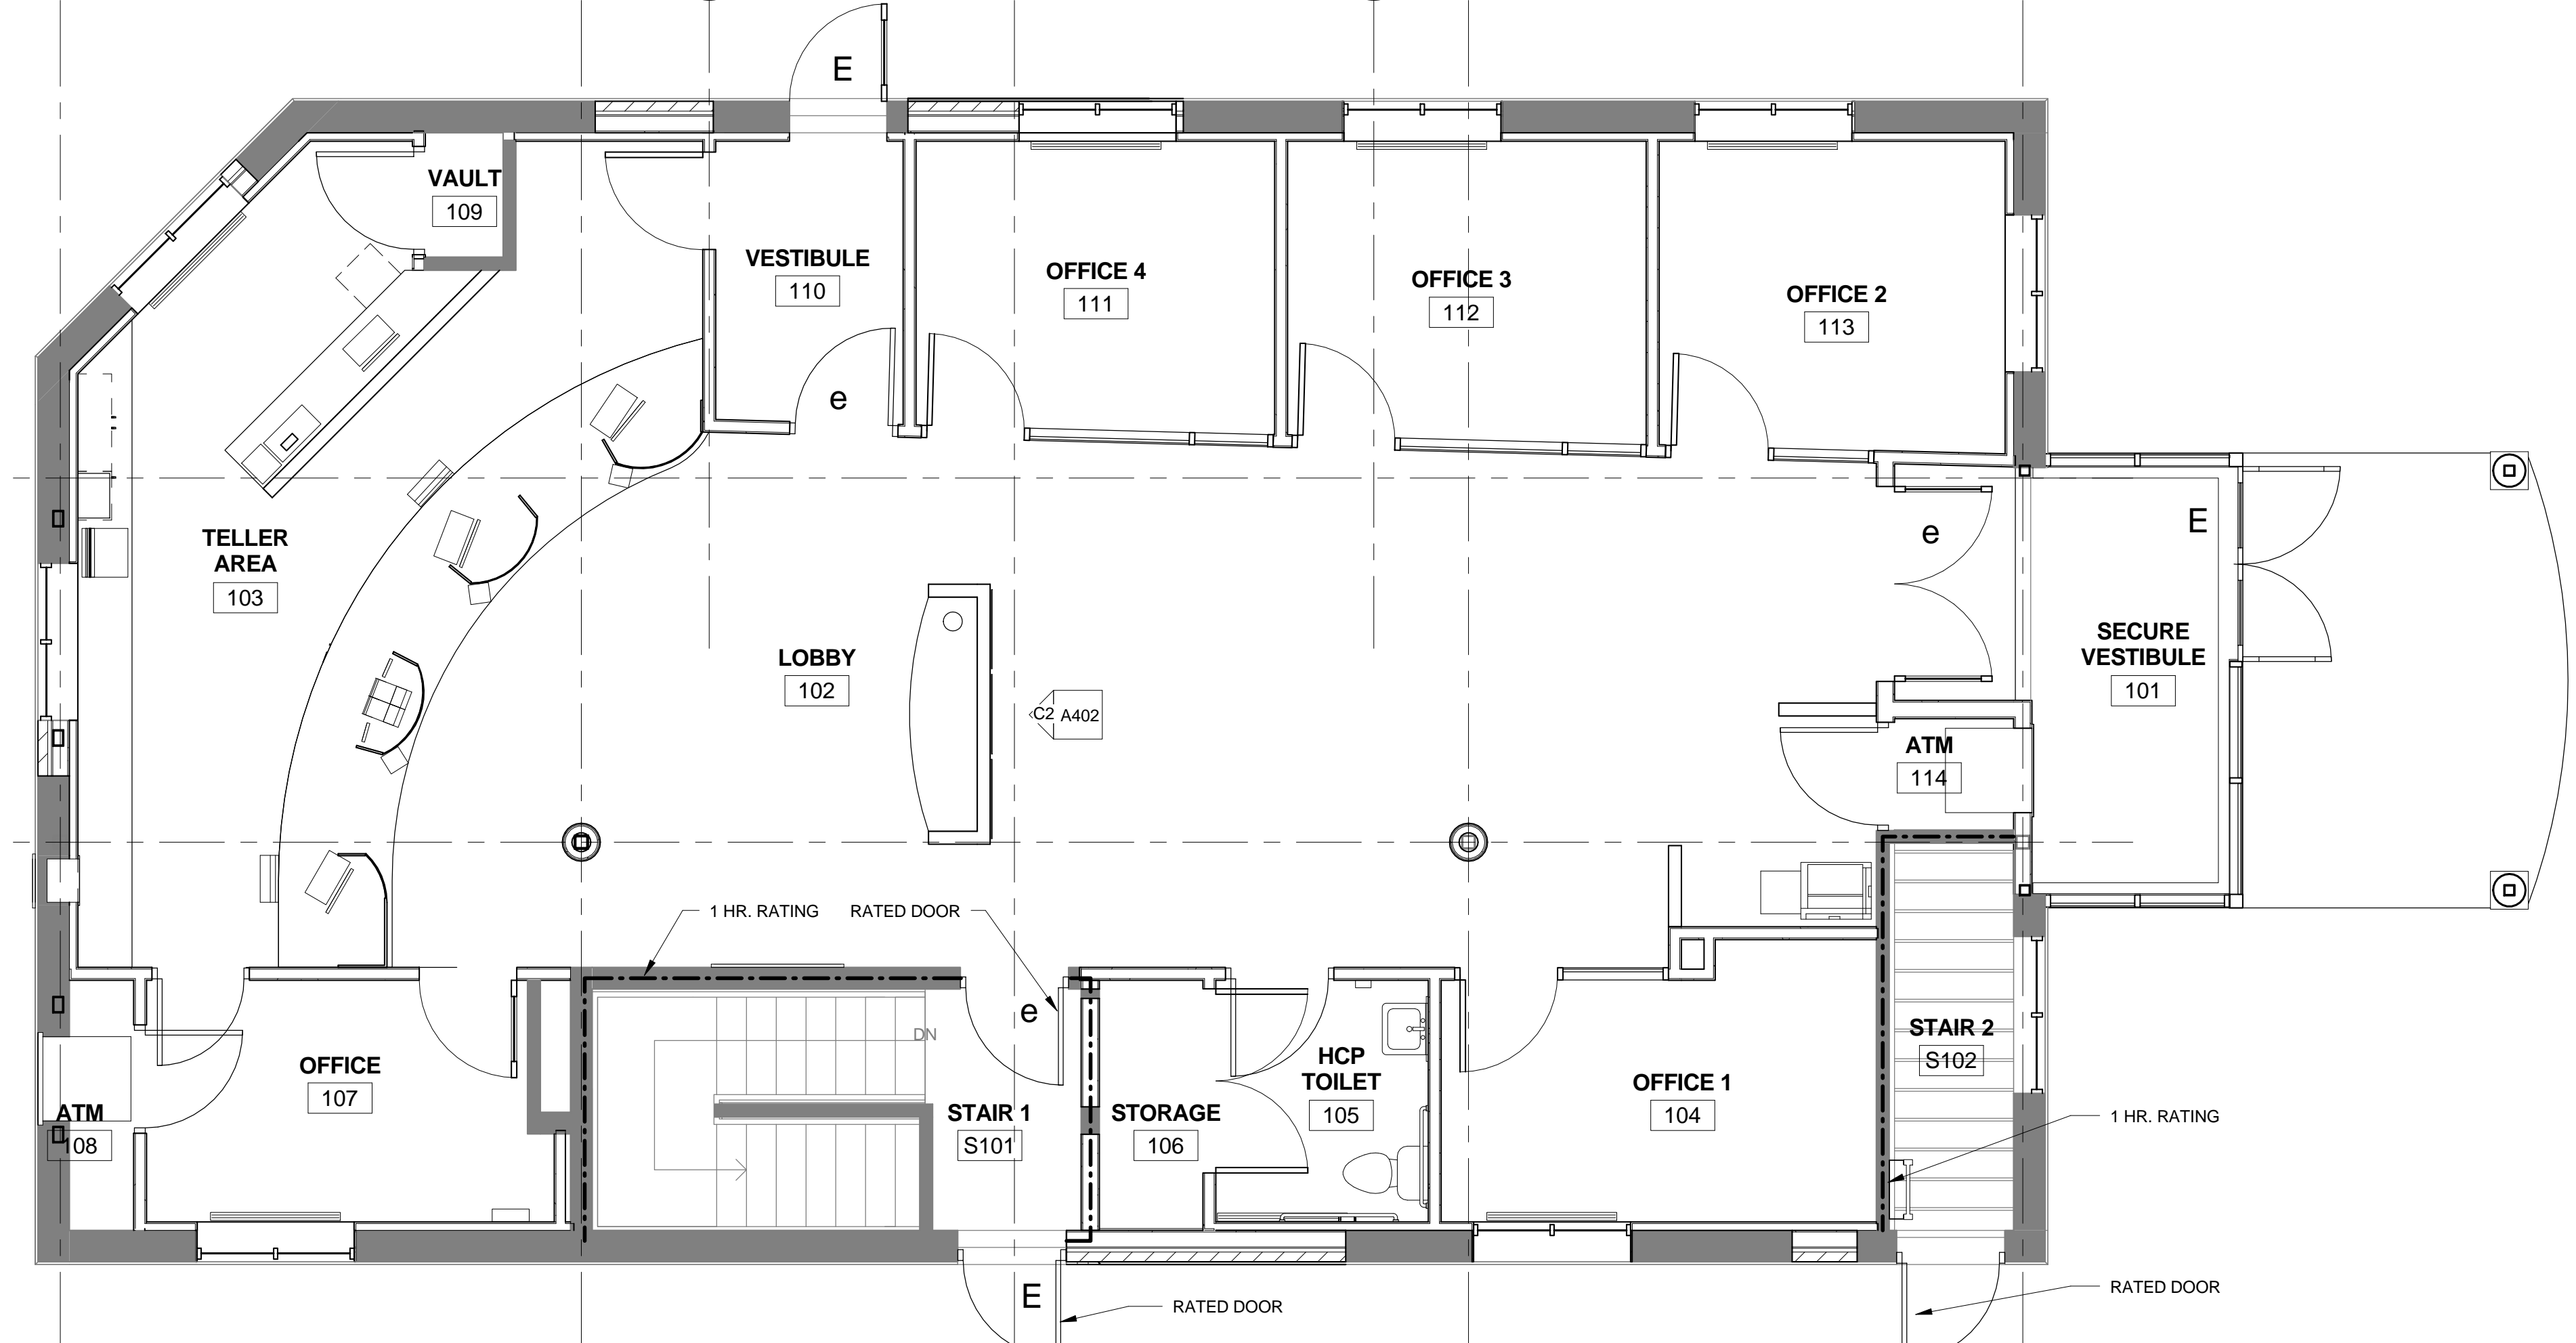 E
VAULT
109
VESTIBULE
110
OFFICE 4
111
OFFICE 3
112
OFFICE 2
113
e
TELLER
AREA
103
e
E
LOBBY
102
C2 A402
SECURE
VESTIBULE
101
ATM
114
1 HR. RATING
RATED DOOR
e
DN
OFFICE
107
ATM
108
STAIR 1
S101
STORAGE
106
HCP
TOILET
105
OFFICE 1
104
STAIR 2
S102
1 HR. RATING
E
RATED DOOR
RATED DOOR